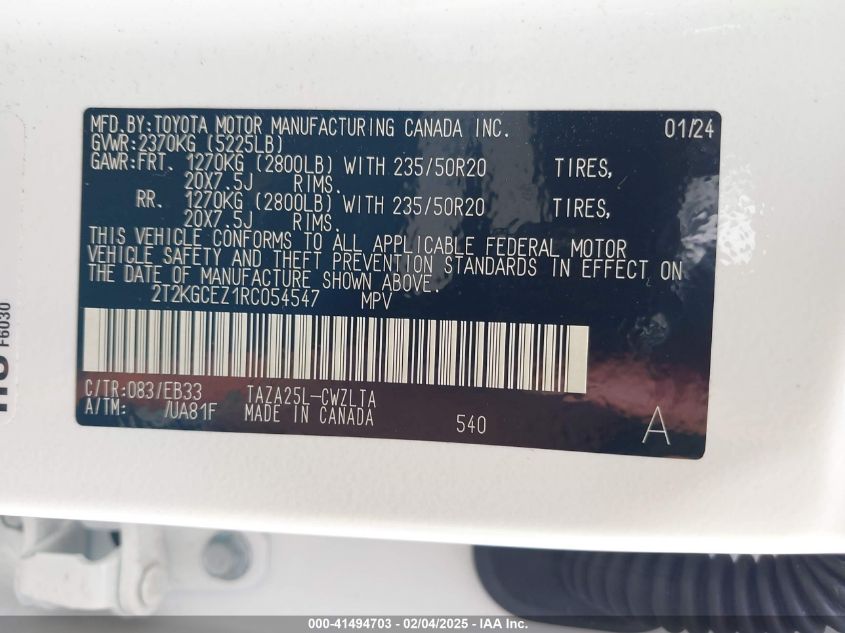 MFD.BY:TOYOTA MOTOR MANUFACTURING CANADA INC. 01/24
GVWR:2370KG (5225LB)
GAWR:FRT. 1270KG (2800LB) WITH 235/50R20 TIRES,
20X7.5J RIMS.
RR. 1270KG (2800LB) WITH 235/50R20 TIRES,
20X7.5J RIMS.
THIS VEHICLE CONFORMS TO ALL APPLICABLE FEDERAL MOTOR
VEHICLE SAFETY AND THEFT PREVENTION STANDARDS IN EFFECT ON
THE DATE OF MANUFACTURE SHOWN ABOVE.
2T2KGCEZ1RC054547 MPV
C/TR:083/EB33 TAZA25L-CWZLTA
A/TM: /UA81F MADE IN CANADA 540 A
F6030
000-41494703 - 02/04/2025 - IAA Inc.